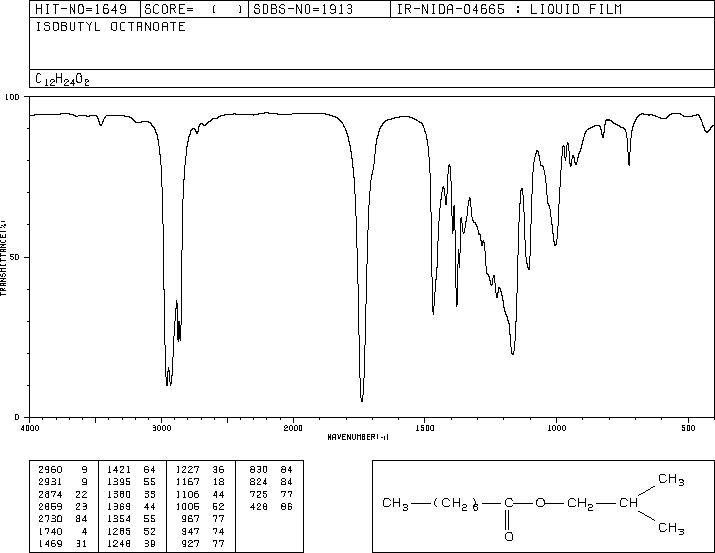 HIT-NO=1649 SCORE= ( ) SDBS-NO=1913 IR-NIDA-04665 : LIQUID FILM
ISOBUTYL OCTANOATE
C12H24O2
100
50
0
TRANSMITTANCE(%)
4000 3000 2000 1500 1000 500
WAVENUMBER(-1)
2960 9 1421 64 1227 36 830 84
2931 9 1395 55 1167 18 824 84
2874 22 1380 33 1106 44 725 77
2859 23 1369 44 1005 52 428 86
2730 84 1354 55 967 77
1740 4 1285 52 947 74
1469 31 1248 39 927 77
CH3
CH3 (CH2)6 C O CH2 CH
O
CH3